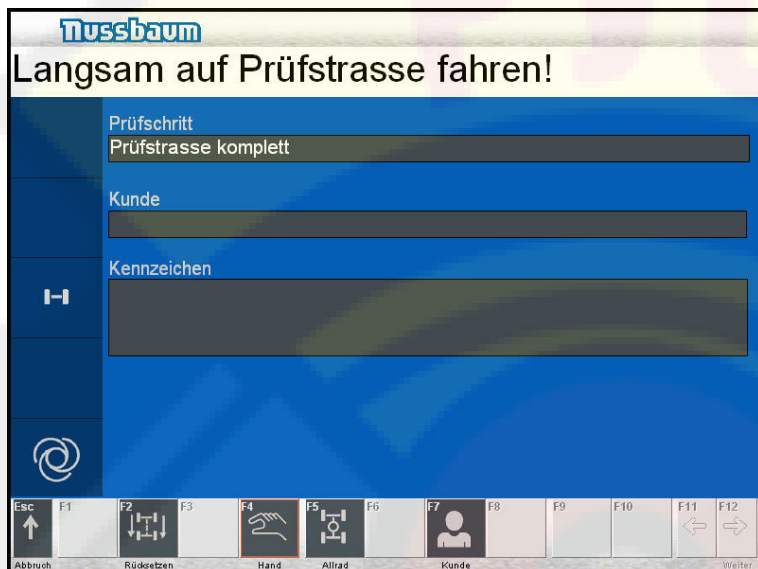 Nussbaum
Langsam auf Prüfstrasse fahren!
Prüfschritt
Prüfstrasse komplett
Kunde
Kennzeichen
Esc F1 F2 F3 F4 F5 F6 F7 F8 F9 F10 F11 F12
Abbruch Rücksetzen Hand Allrad Kunde Weiter